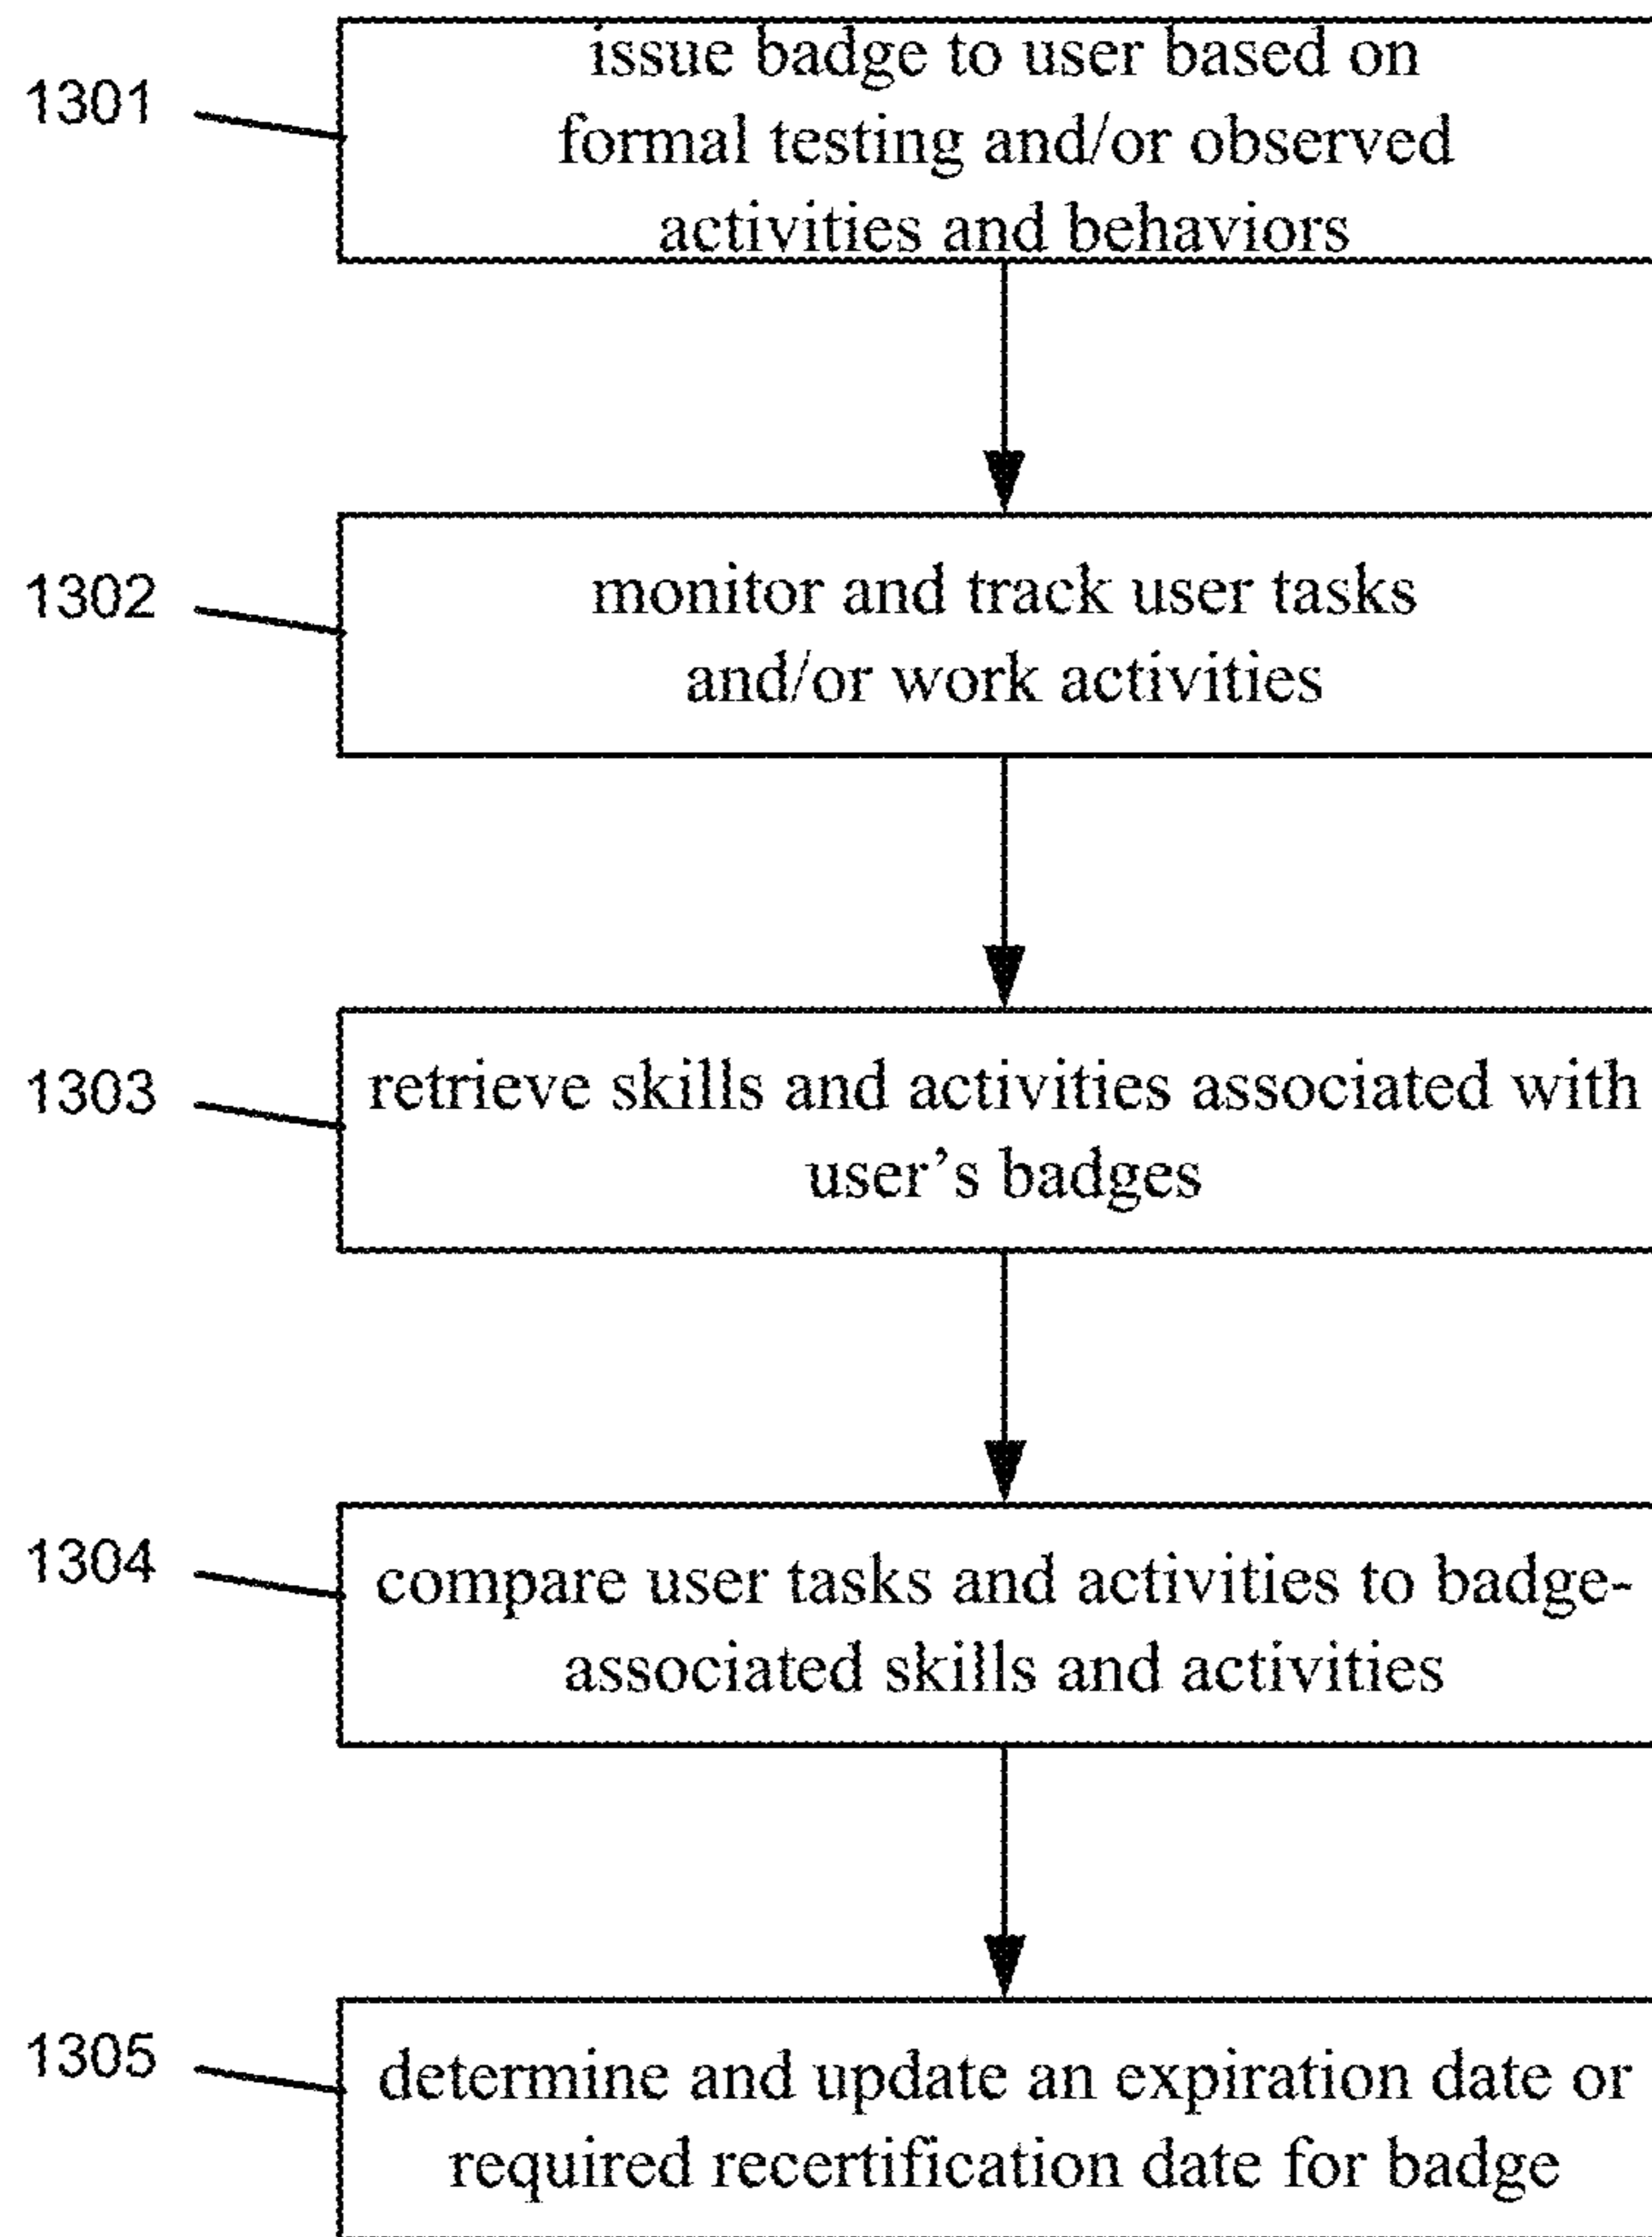 1301
issue badge to user based on
formal testing and/or observed
activities and behaviors
1302
monitor and track user tasks
and/or work activities
1303
retrieve skills and activities associated with
user’s badges
1304
compare user tasks and activities to badge-
associated skills and activities
1305
determine and update an expiration date or
required recertification date for badge